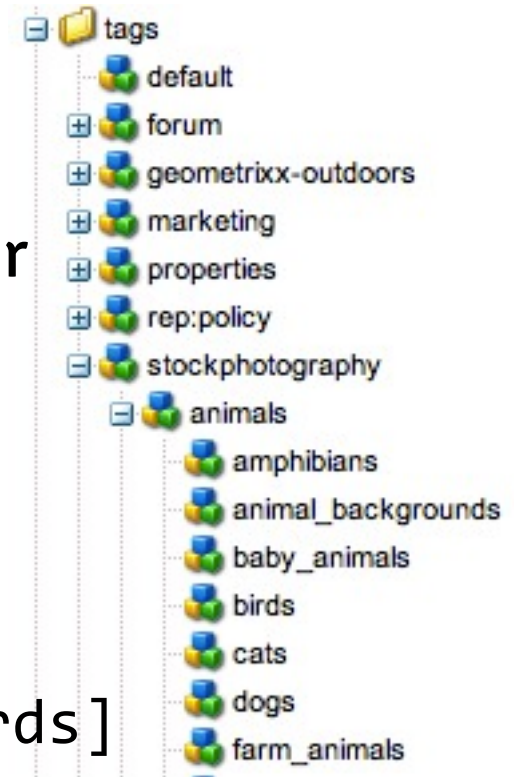 tags
default
forum
geometrixx-outdoors
marketing
r
properties
rep:policy
stockphotography
animals
amphibians
animal_backgrounds
baby_animals
birds
cats
dogs
rds]
farm_animals